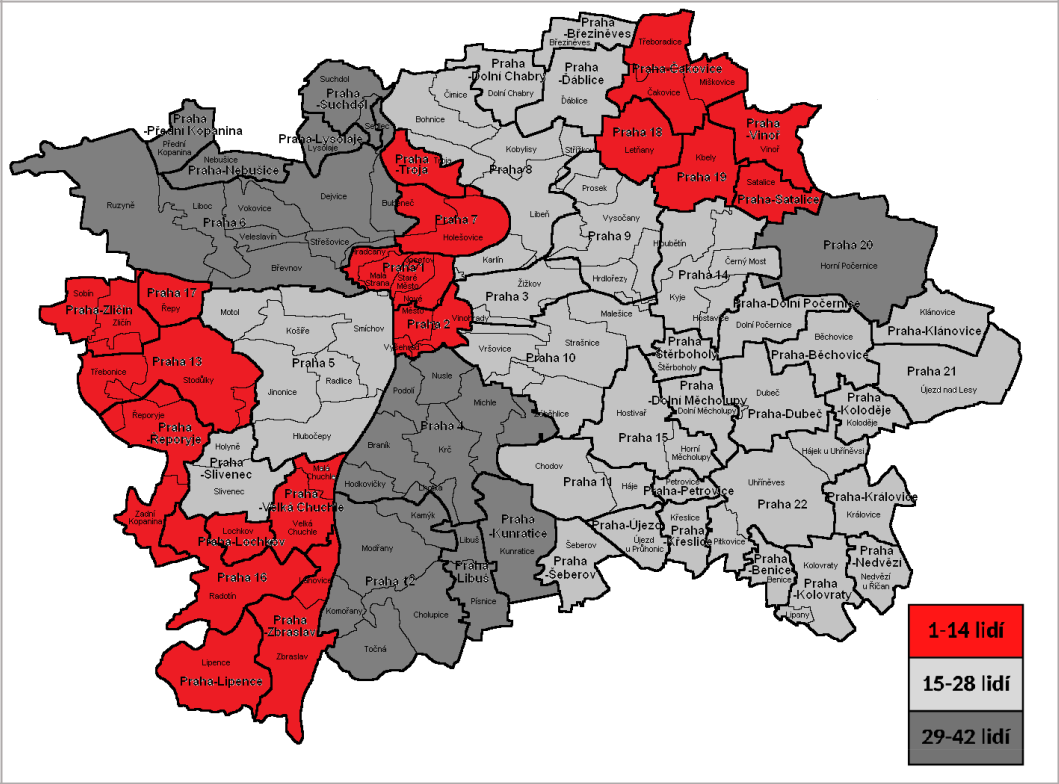 Praha
-Březiněves
Březiněves
Třeboradice
Praha-Čakovice
Miškovice
Čakovice
Praha
-Dolní Chabry
Dolní Chabry
Praha
-Ďáblice
Ďáblice
Suchdol
Praha
-Suchdol
Sedlec
Čimice
Bohnice
Praha
-Přední Kopanina
Přední
Kopanina
Praha-Lysolaje
Lysolaje
Nebušice
Praha-Nebušice
Praha
-Troja
Troja
Kobylisy
Střížkov
Praha 8
Praha 18
Letňany
Praha
-Vinoř
Vinoř
Kbely
Praha 19
Satalice
Praha-Satalice
Ruzyně
Liboc
Vokovice
Dejvice
Bubeneč
Praha 6
Veleslavín
Střešovice
Břevnov
Praha 7
Holešovice
Libeň
Prosek
Vysočany
Praha 9
Hloubětín
Praha 20
Horní Počernice
Hradčany
Josefov
Praha 1
Malá
Strana
Staré
Město
Nové
Město
Karlín
Hrdlořezy
Praha 14
Černý Most
Kyje
Hostavice
Žižkov
Praha 3
Vinohrady
Praha 2
Vyšehrad
Malešice
Praha-Dolní Počernice
Dolní Počernice
Klánovice
Praha-Klánovice
Sobín
Praha-Zličín
Zličín
Praha 17
Řepy
Motol
Košíře
Smíchov
Praha 5
Jinonice
Radlice
Hlubočepy
Praha 13
Třebonice
Stodůlky
Vršovice
Strašnice
Praha 10
Záběhlice
Praha
-Štěrboholy
Štěrboholy
Běchovice
Praha-Běchovice
Praha 21
Újezd nad Lesy
Nusle
Podolí
Michle
Praha 4
Braník
Krč
Hodkovičky
Lhotka
Praha
-Dolní Měcholupy
Dolní Měcholupy
Dubeč
Praha-Dubeč
Praha
-Koloděje
Koloděje
Řeporyje
Praha
-Řeporyje
Holyně
Praha
-Slivenec
Slivenec
Hostivař
Praha 15
Horní
Měcholupy
Hájek u Uhříněvsi
Chodov
Praha 11
Háje
Petrovice
Praha-Petrovice
Uhříněves
Praha 22
Praha-Královice
Královice
Malá
Chuchle
Praha
-Velká Chuchle
Velká
Chuchle
Zadní
Kopanina
Lochkov
Praha-Lochkov
Kamýk
Modřany
Praha 12
Libuš
Praha
-Libuš
Písnice
Praha
-Kunratice
Kunratice
Praha-Újezd
Újezd
u Průhonic
Křeslice
Praha
-Křeslice
Pitkovice
Šeberov
Praha
-Šeberov
Praha
-Benice
Benice
Kolovraty
Praha
-Kolovraty
Lipany
Praha
-Nedvězí
Nedvězí
u Říčan
Praha 16
Radotín
Lahovice
Komořany
Cholupice
Točná
Praha
-Zbraslav
Zbraslav
Lipence
Praha-Lipence
1-14 lidí
15-28 lidí
29-42 lidí